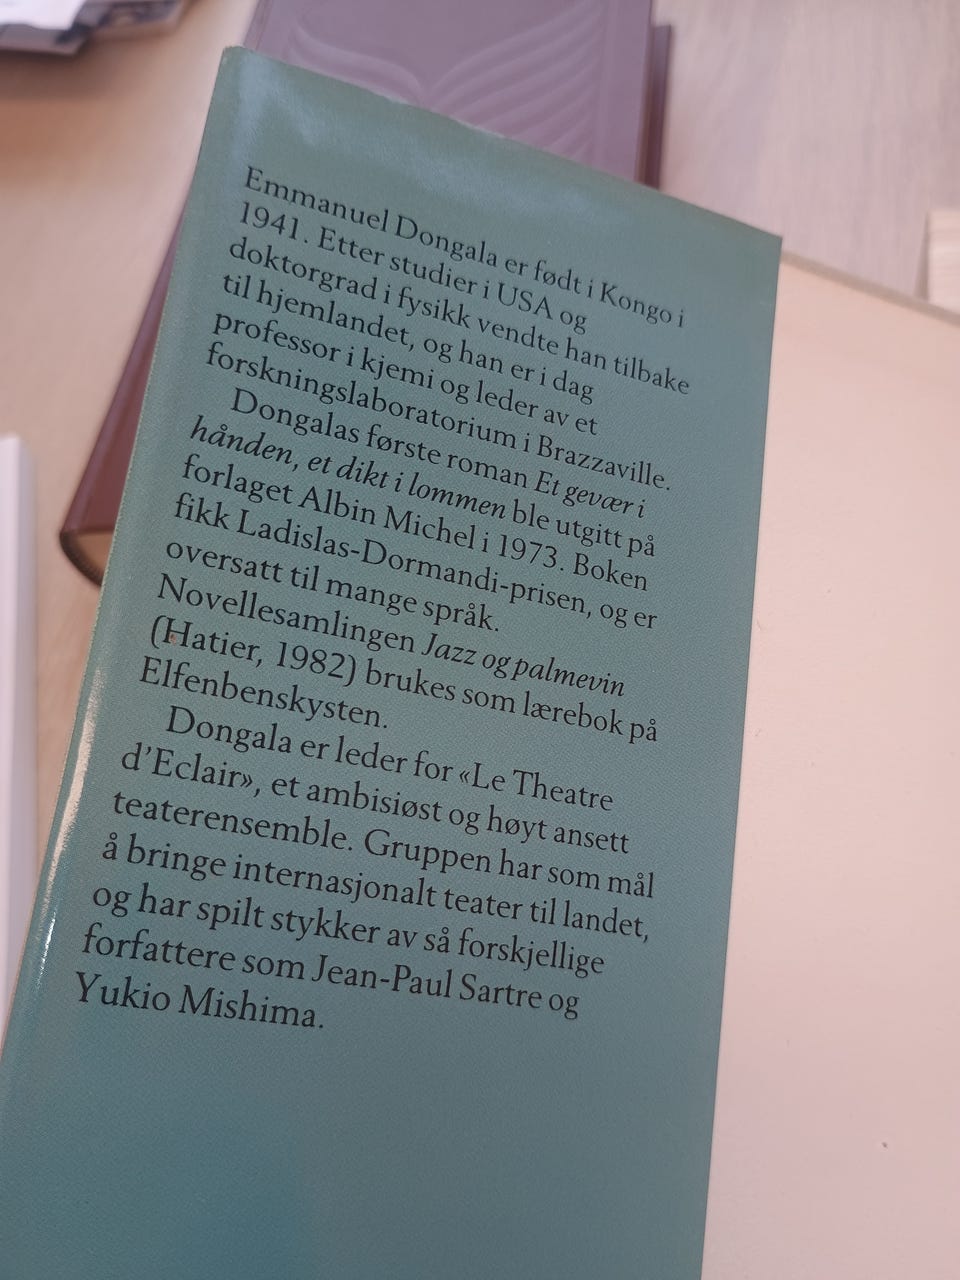 Emmanuel Dongala er født i Kongo i
1941. Etter studier i USA og
doktorgrad i fysikk vendte han tilbake
til hjemlandet, og han er i dag
professor i kjemi og leder av et
forskningslaboratorium i Brazzaville.
Dongalas første roman Et gevær i
hånden, et dikt i lommen ble utgitt på
forlaget Albin Michel i 1973. Boken
fikk Ladislas-Dormandi-prisen, og er
oversatt til mange språk.
Novellesamlingen Jazz og palmevin
(Hatier, 1982) brukes som lærebok på
Elfenbenskysten.
Dongala er leder for «Le Theatre
d'Eclair», et ambisiøst og høyt ansett
teaterensemble. Gruppen har som mål
å bringe internasjonalt teater til landet,
og har spilt stykker av så forskjellige
forfattere som Jean-Paul Sartre og
Yukio Mishima.